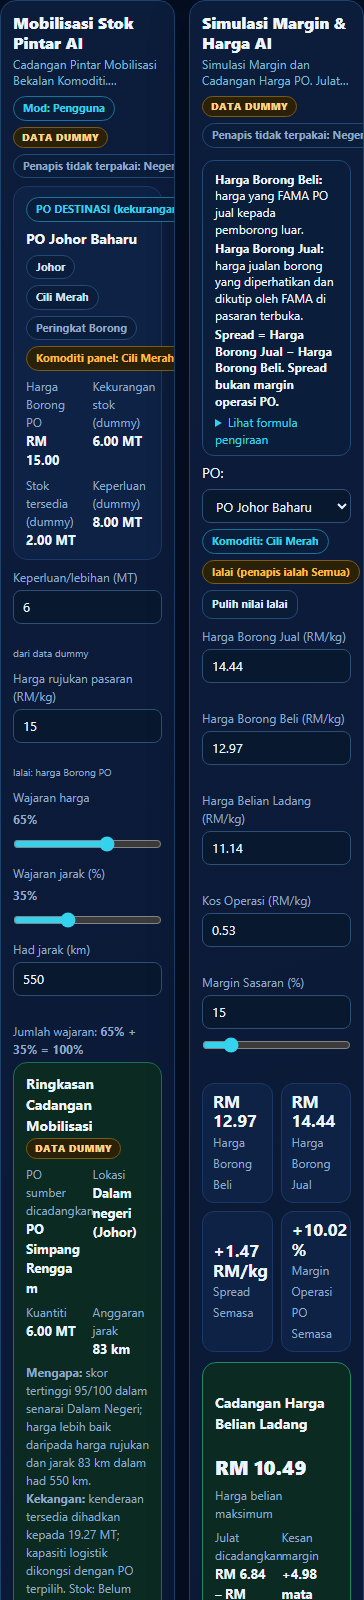 Mobilisasi Stok
Pintar AI
Cadangan Pintar Mobilisasi
Bekalan Komoditi....
Mod: Pengguna
DATA DUMMY
Penapis tidak terpakai: Neger
PO DESTINASI (kekurangan
PO Johor Baharu
Johor
Cili Merah
Peringkat Borong
Komoditi panel: Cili Merah
Harga
Borong
PO
RM
15.00
Kekurangan
stok
(dummy)
6.00 MT
Stok
tersedia
(dummy)
2.00 MT
Keperluan
(dummy)
8.00 MT
Keperluan/lebihan (MT)
6
dari data dummy
Harga rujukan pasaran
(RM/kg)
15
lalai: harga Borong PO
Wajaran harga
65%
Wajaran jarak (%)
35%
Had jarak (km)
550
Jumlah wajaran: 65% +
35% = 100%
Ringkasan
Cadangan
Mobilisasi
DATA DUMMY
PO
sumber
dicadangkan
PO
Simpang
Rengga
m
Lokasi
Dalam
negeri
(Johor)
Kuantiti
6.00 MT
Anggaran
jarak
83 km
Mengapa: skor
tertinggi 95/100 dalam
senarai Dalam Negeri;
harga lebih baik
daripada harga rujukan
dan jarak 83 km dalam
had 550 km.
Kekangan: kenderaan
tersedia dihadkan
kepada 19.27 MT;
kapasiti logistik
dikongsi dengan PO
terpilih. Stok: Belum
Simulasi Margin &
Harga AI
Simulasi Margin dan
Cadangan Harga PO. Julat...
DATA DUMMY
Penapis tidak terpakai: Neger
Harga Borong Beli:
harga yang FAMA PO
jual kepada
pemborong luar.
Harga Borong Jual:
harga jualan borong
yang diperhatikan dan
dikutip oleh FAMA di
pasaran terbuka.
Spread = Harga
Borong Jual − Harga
Borong Beli. Spread
bukan margin
operasi PO.
▶ Lihat formula
pengiraan
PO:
PO Johor Baharu
Komoditi: Cili Merah
lalai (penapis ialah Semua)
Pulih nilai lalai
Harga Borong Jual (RM/kg)
14.44
Harga Borong Beli (RM/kg)
12.97
Harga Belian Ladang
(RM/kg)
11.14
Kos Operasi (RM/kg)
0.53
Margin Sasaran (%)
15
RM
12.97
Harga
Borong
Beli
RM
14.44
Harga
Borong
Jual
+1.47
RM/kg
Spread
Semasa
+10.02
%
Margin
Operasi
PO
Semasa
Cadangan Harga
Belian Ladang
RM 10.49
Harga belian
maksimum
Julat
dicadangkan
RM 6.84
– RM
Kesan
margin
+4.98
mata